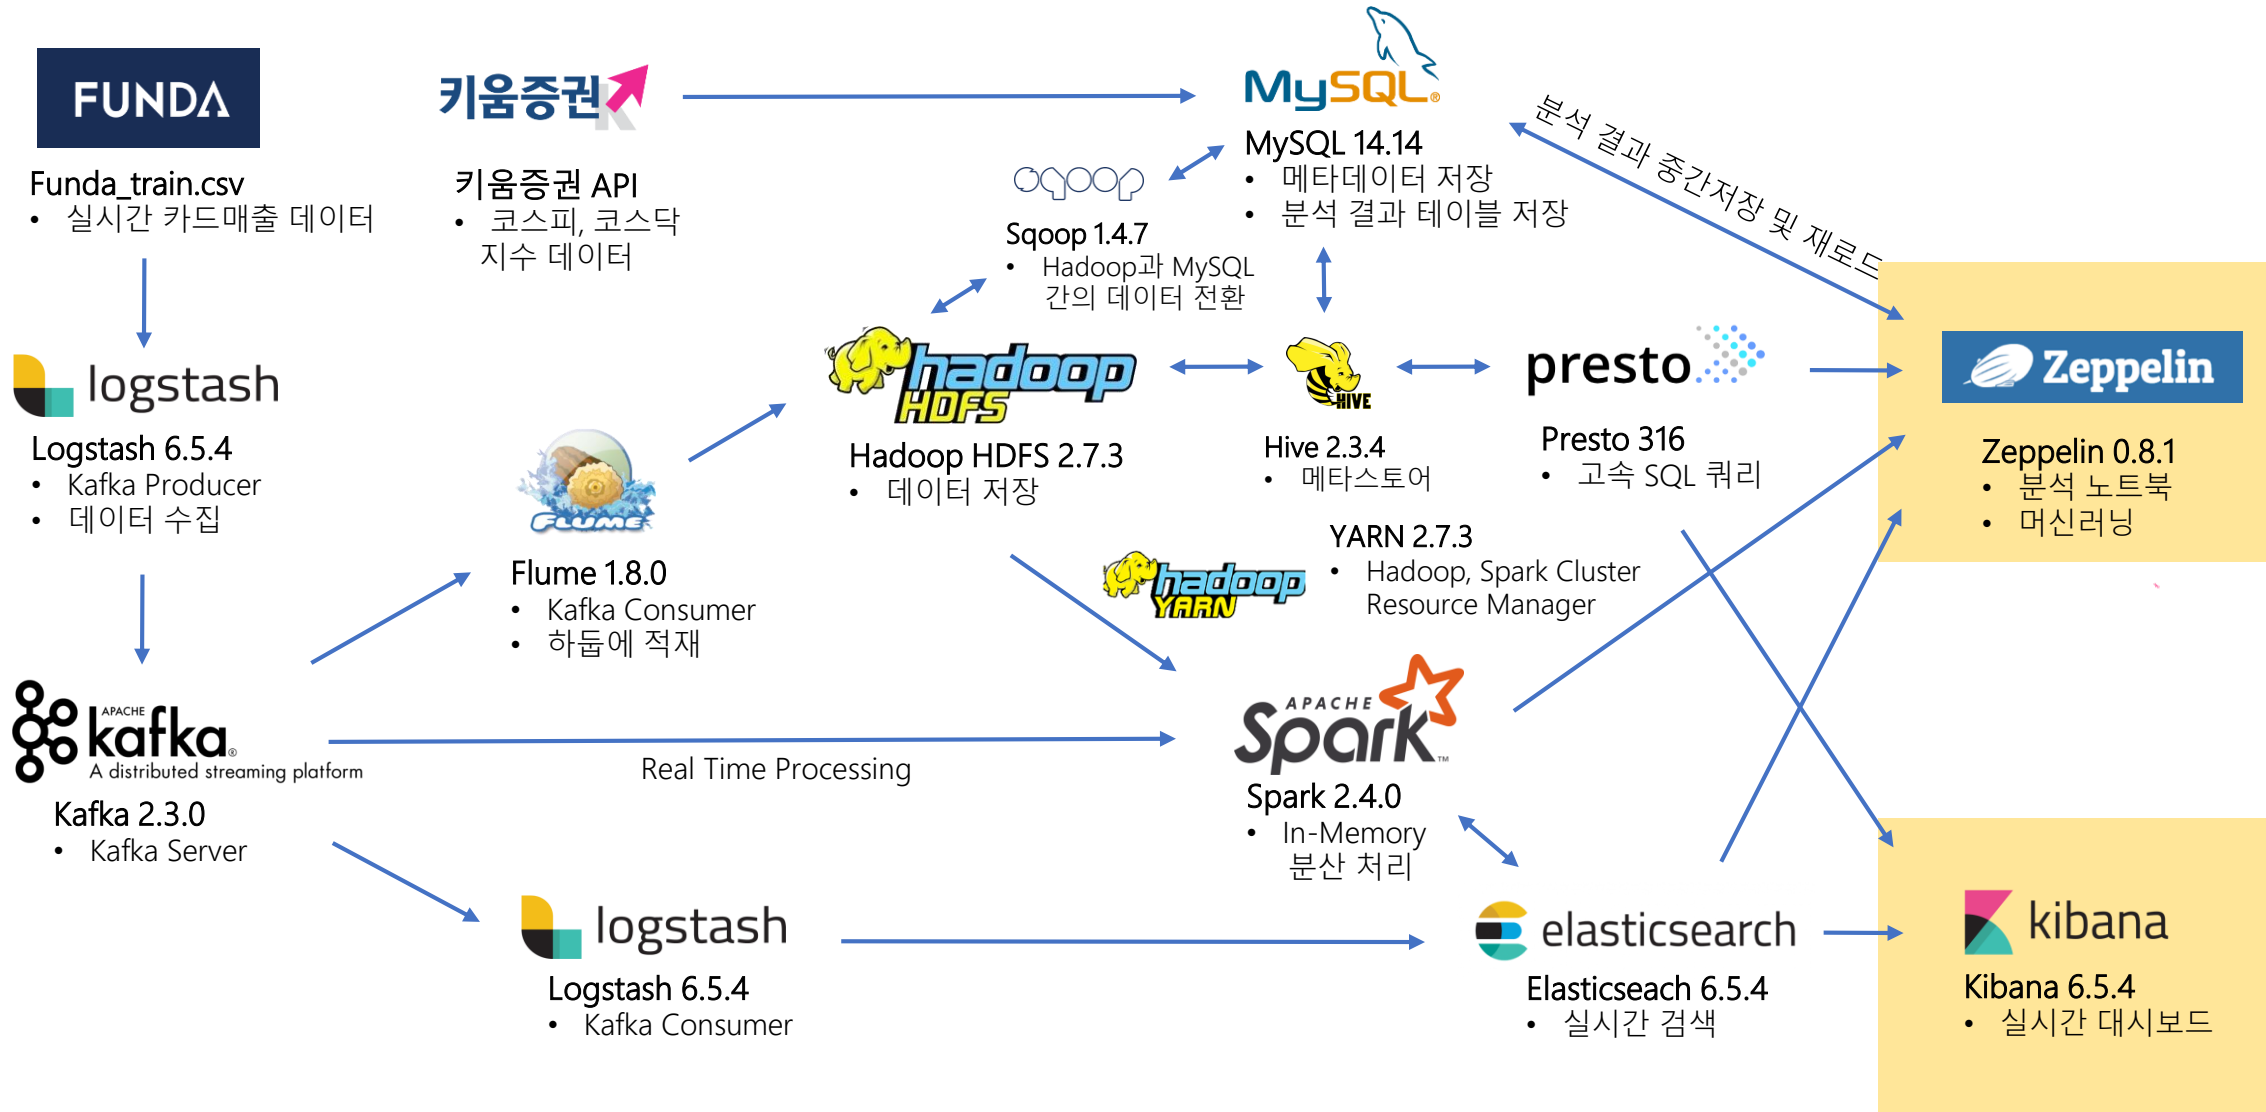 FUNDA
Funda_train.csv
• 실시간 카드매출 데이터
키움증권
키움증권 API
• 코스피, 코스닥
지수 데이터
MySQL®
MySQL 14.14
• 메타데이터 저장
• 분석 결과 테이블 저장
분석 결과 중간저장 및 재로드
sqoop
Sqoop 1.4.7
• Hadoop과 MySQL
간의 데이터 전환
logstash
Logstash 6.5.4
• Kafka Producer
• 데이터 수집
FLUME
Flume 1.8.0
• Kafka Consumer
• 하둡에 적재
hadoop
HDFS
Hadoop HDFS 2.7.3
• 데이터 저장
HIVE
Hive 2.3.4
• 메타스토어
presto
Presto 316
• 고속 SQL 쿼리
Zeppelin
Zeppelin 0.8.1
• 분석 노트북
• 머신러닝
hadoop
YARN
YARN 2.7.3
• Hadoop, Spark Cluster
Resource Manager
APACHE
kafka®
A distributed streaming platform
Kafka 2.3.0
• Kafka Server
Real Time Processing
APACHE
Spark™
Spark 2.4.0
• In-Memory
분산 처리
logstash
Logstash 6.5.4
• Kafka Consumer
elasticsearch
Elasticseach 6.5.4
• 실시간 검색
kibana
Kibana 6.5.4
• 실시간 대시보드